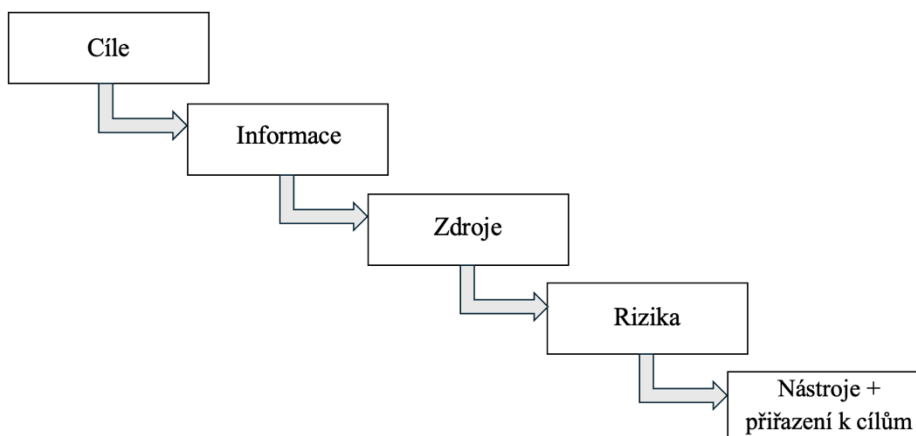 Cíle
Informace
Zdroje
Rizika
Nástroje +
přiřazení k cílům